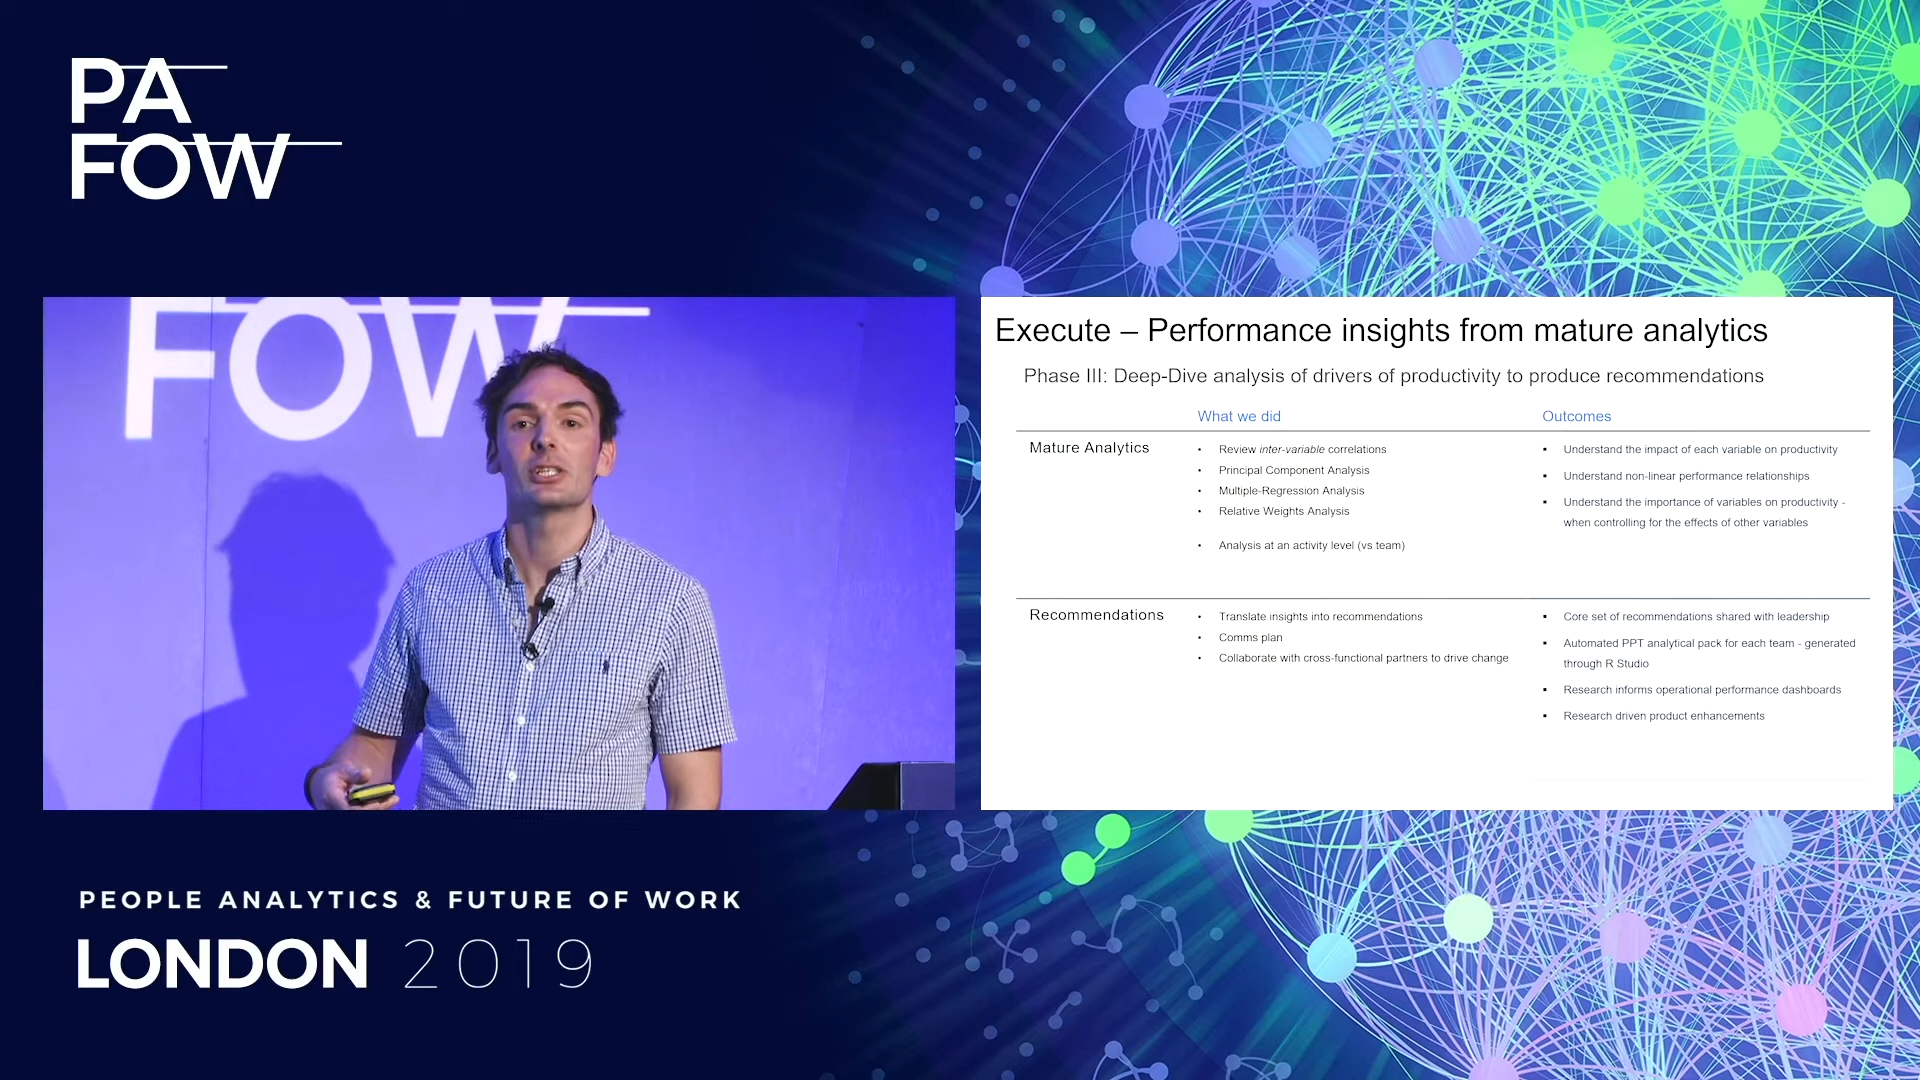 PA
FOW
FOW
Execute – Performance insights from mature analytics
Phase III: Deep-Dive analysis of drivers of productivity to produce recommendations
What we did
Outcomes
Mature Analytics
• Review inter-variable correlations
• Principal Component Analysis
• Multiple-Regression Analysis
• Relative Weights Analysis
• Analysis at an activity level (vs team)
▪ Understand the impact of each variable on productivity
▪ Understand non-linear performance relationships
▪ Understand the importance of variables on productivity -
when controlling for the effects of other variables
Recommendations
• Translate insights into recommendations
• Comms plan
• Collaborate with cross-functional partners to drive change
▪ Core set of recommendations shared with leadership
▪ Automated PPT analytical pack for each team - generated
through R Studio
▪ Research informs operational performance dashboards
▪ Research driven product enhancements
PEOPLE ANALYTICS & FUTURE OF WORK
LONDON 2019